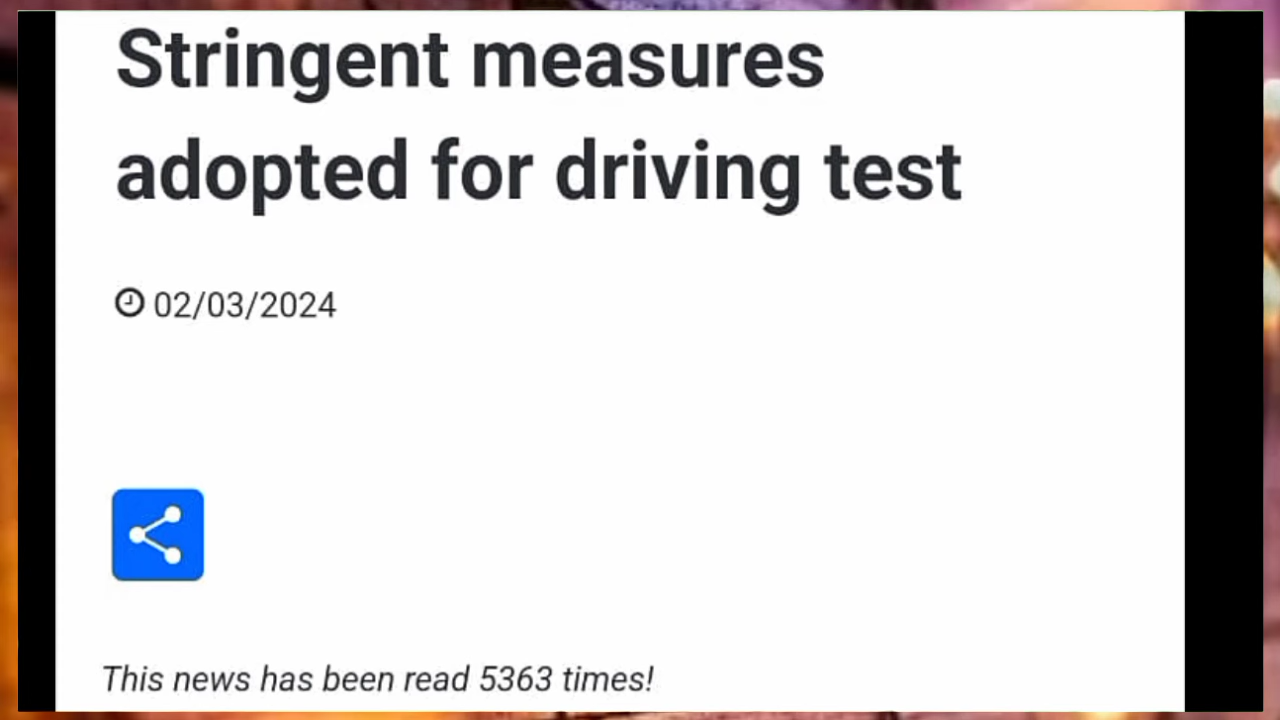 Stringent measures
adopted for driving test
02/03/2024
This news has been read 5363 times!